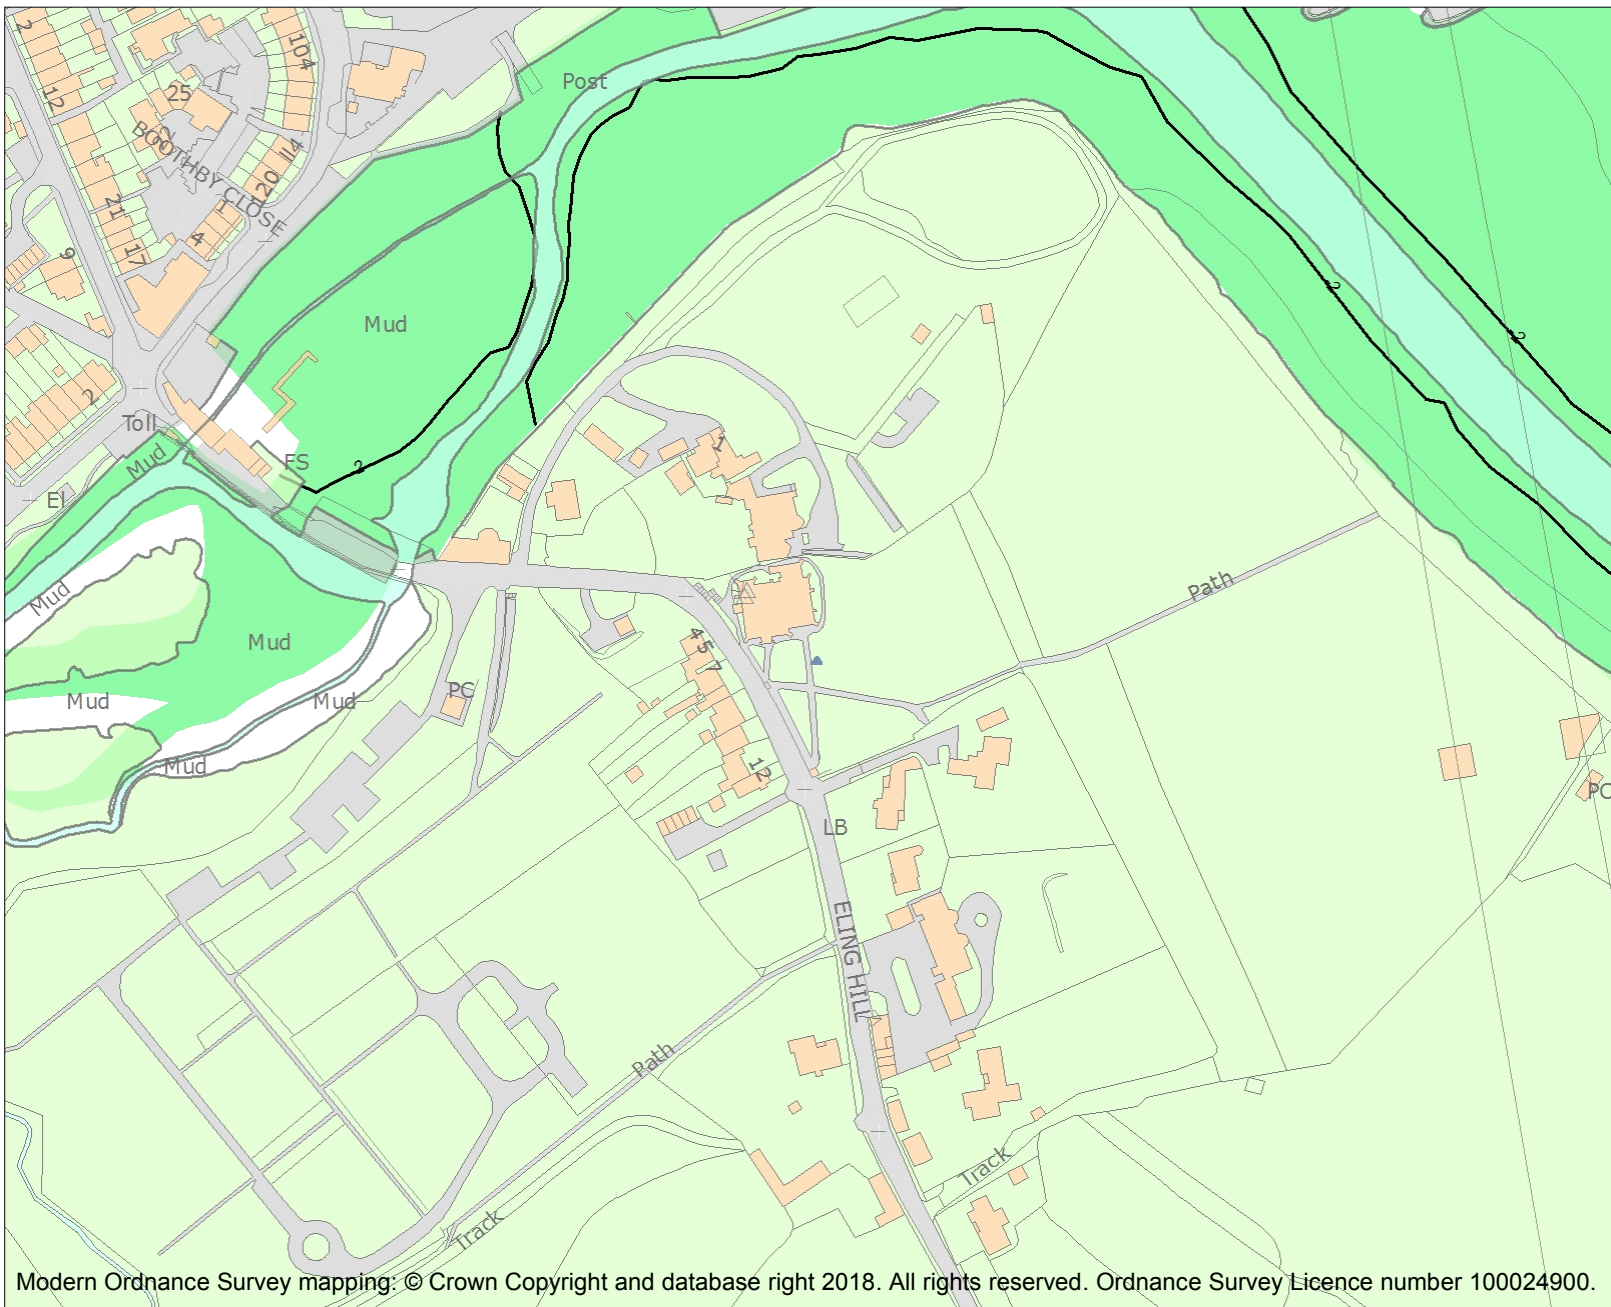 2
104
12
25
Post
2
BOOTHBY CLOSE
114
120
21
1
4
17
9
2
Mud
2
2
Toll
1
Mud
FS
2
El
Path
Mud
Mud
4
5
7
PC
Mud
Mud
Mud
12
PC
LB
ELING HILL
Path
Track
Track
Modern Ordnance Survey mapping: © Crown Copyright and database right 2018. All rights reserved. Ordnance Survey Licence number 100024900.